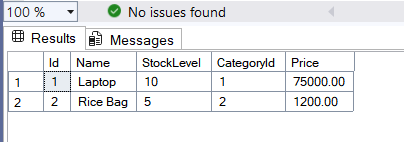 100 % No issues found
Results Messages
Id Name StockLevel CategoryId Price
1 1 Laptop 10 1 75000.00
2 2 Rice Bag 5 2 1200.00